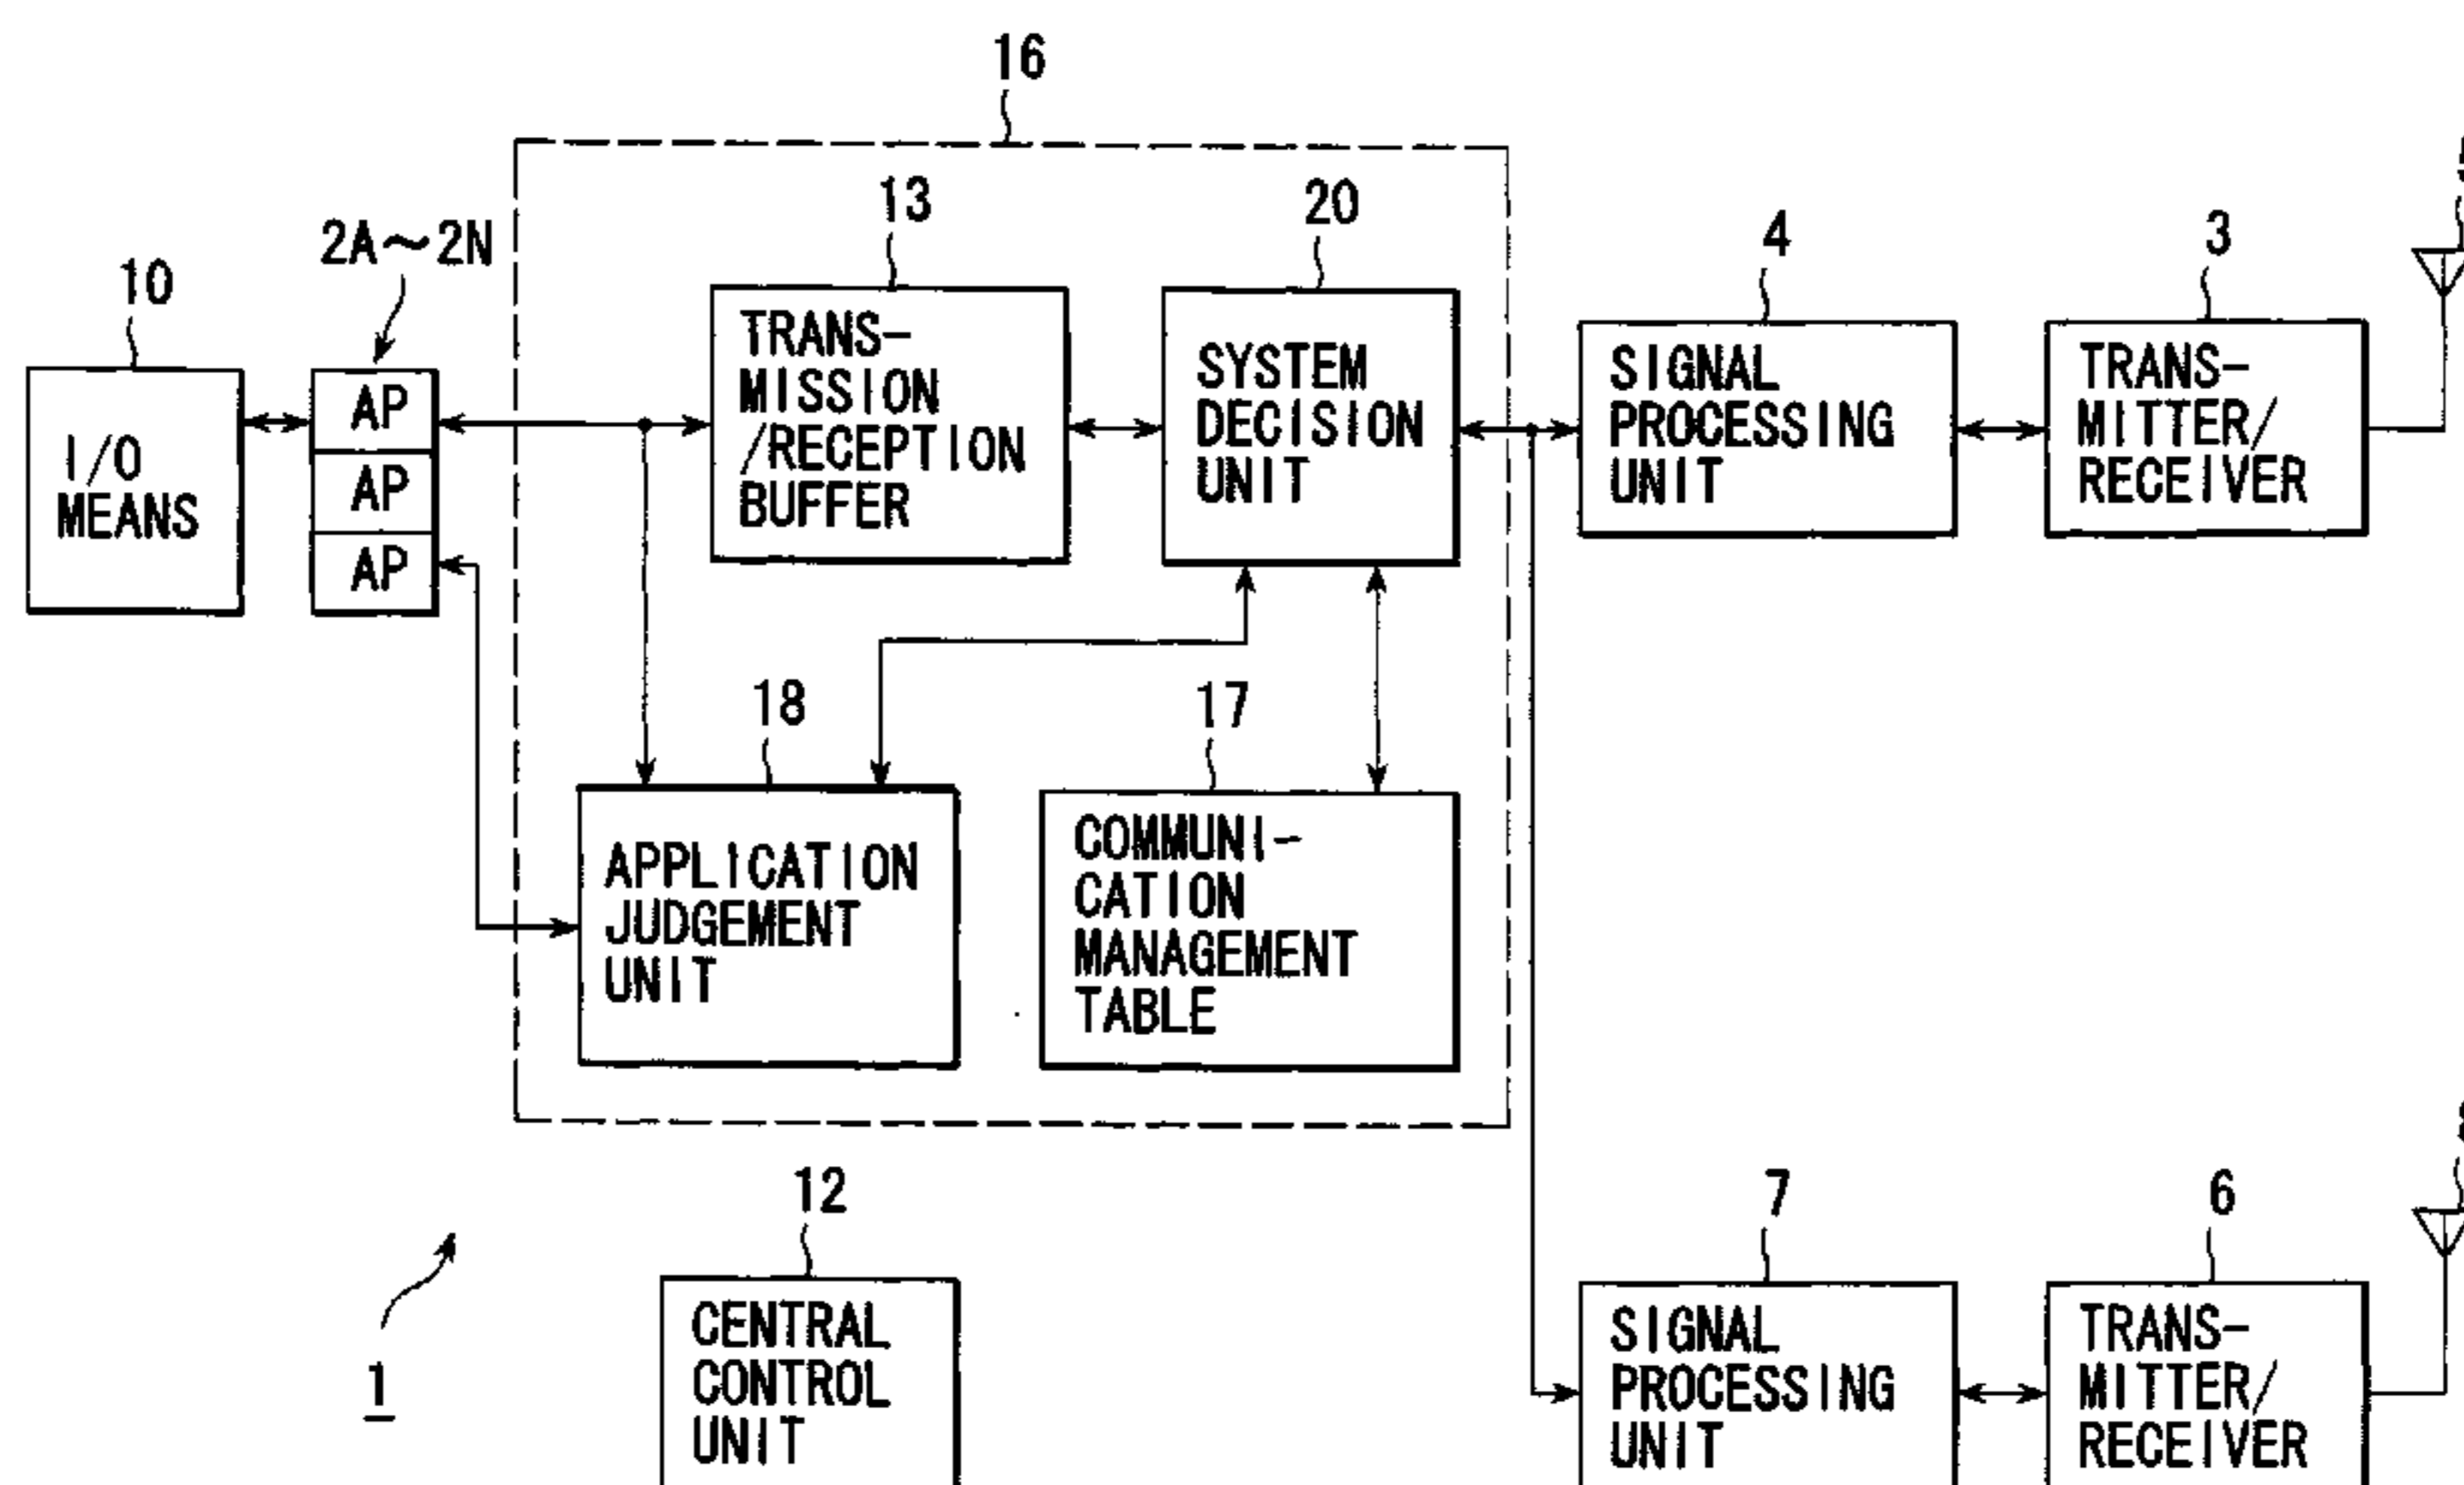 16
13
20
2A～2N
4
3
10
TRANS-
MISSION
/RECEPTION
BUFFER
SYSTEM
DECISION
UNIT
SIGNAL
PROCESSING
UNIT
TRANS-
MITTER/
RECEIVER
I/O
MEANS
AP
AP
AP
18
17
APPLICATION
JUDGEMENT
UNIT
COMMUNI-
CATION
MANAGEMENT
TABLE
12
7
6
1
CENTRAL
CONTROL
UNIT
SIGNAL
PROCESSING
UNIT
TRANS-
MITTER/
RECEIVER